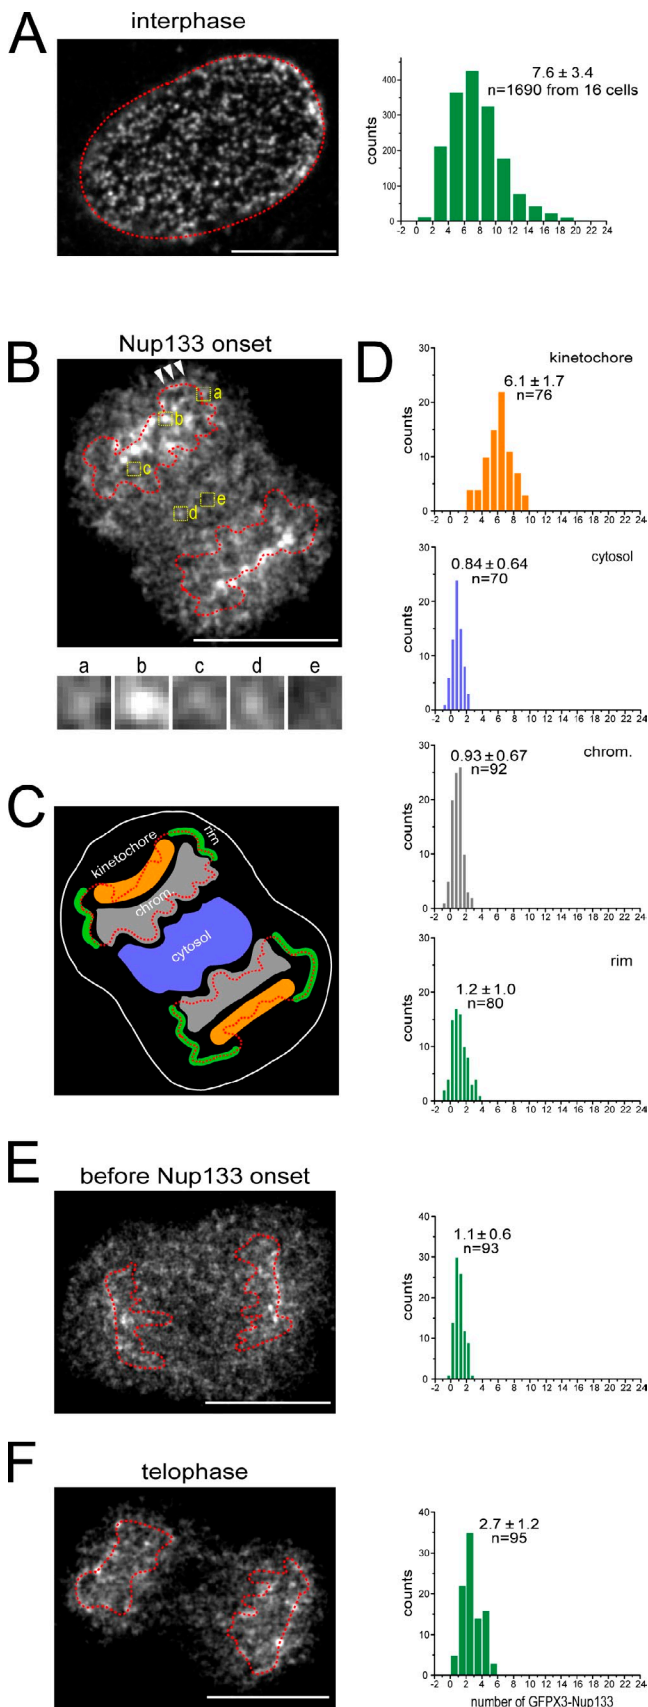 A
interphase
7.6 ± 3.4
n=1690 from 16 cells
counts
400
300
200
100
0
-2 0 2 4 6 8 10 12 14 16 18 20 22 24
B
Nup133 onset
a
b
c
d
e
a b c d e
D
kinetochore
6.1 ± 1.7
n=76
counts
30
20
10
0
-2 0 2 4 6 8 10 12 14 16 18 20 22 24
cytosol
0.84 ± 0.64
n=70
counts
30
20
10
0
-2 0 2 4 6 8 10 12 14 16 18 20 22 24
chrom.
0.93 ± 0.67
n=92
counts
30
20
10
0
-2 0 2 4 6 8 10 12 14 16 18 20 22 24
rim
1.2 ± 1.0
n=80
counts
30
20
10
0
-2 0 2 4 6 8 10 12 14 16 18 20 22 24
C
kinetochore
rim
chrom.
cytosol
E
before Nup133 onset
1.1 ± 0.6
n=93
counts
40
30
20
10
0
-2 0 2 4 6 8 10 12 14 16 18 20 22 24
F
telophase
2.7 ± 1.2
n=95
counts
40
30
20
10
0
-2 0 2 4 6 8 10 12 14 16 18 20 22 24
number of GFPX3-Nup133